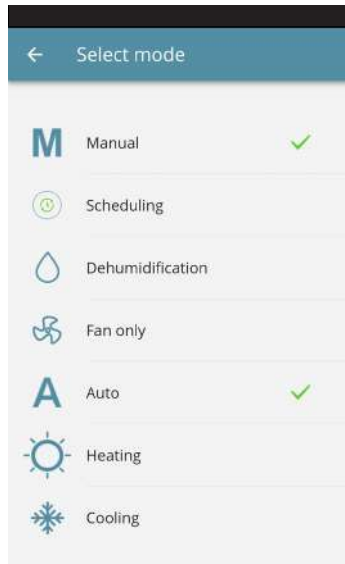 Select mode
M Manual
Scheduling
Dehumidification
Fan only
A Auto
Heating
Cooling